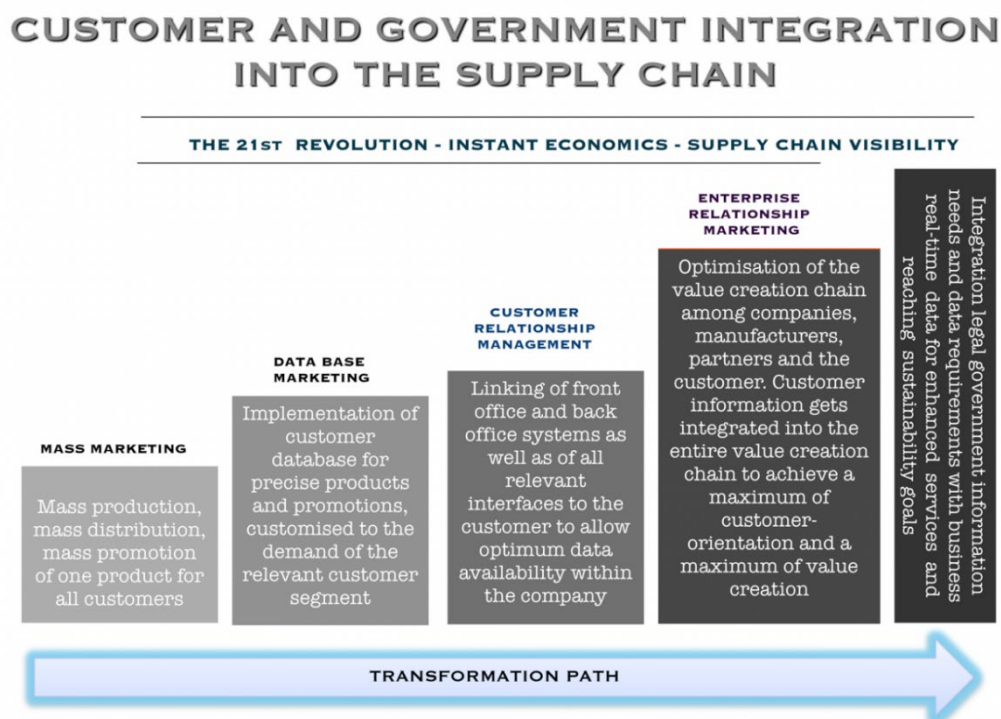 CUSTOMER AND GOVERNMENT INTEGRATION
INTO THE SUPPLY CHAIN
THE 21ST REVOLUTION - INSTANT ECONOMICS - SUPPLY CHAIN VISIBILITY
MASS MARKETING
Mass production,
mass distribution,
mass promotion
of one product for
all customers
DATA BASE
MARKETING
Implementation of
customer
database for
precise products
and promotions,
customised to the
demand of the
relevant customer
segment
CUSTOMER
RELATIONSHIP
MANAGEMENT
Linking of front
office and back
office systems as
well as of all
relevant
interfaces to the
customer to allow
optimum data
availability within
the company
ENTERPRISE
RELATIONSHIP
MARKETING
Optimisation of the
value creation chain
among companies,
manufacturers,
partners and the
customer. Customer
information gets
integrated into the
entire value creation
chain to achieve a
maximum of
customer-
orientation and a
maximum of value
creation
Integration legal government information
needs and data requirements with business
real-time data for enhanced services and
reaching sustainability goals
TRANSFORMATION PATH